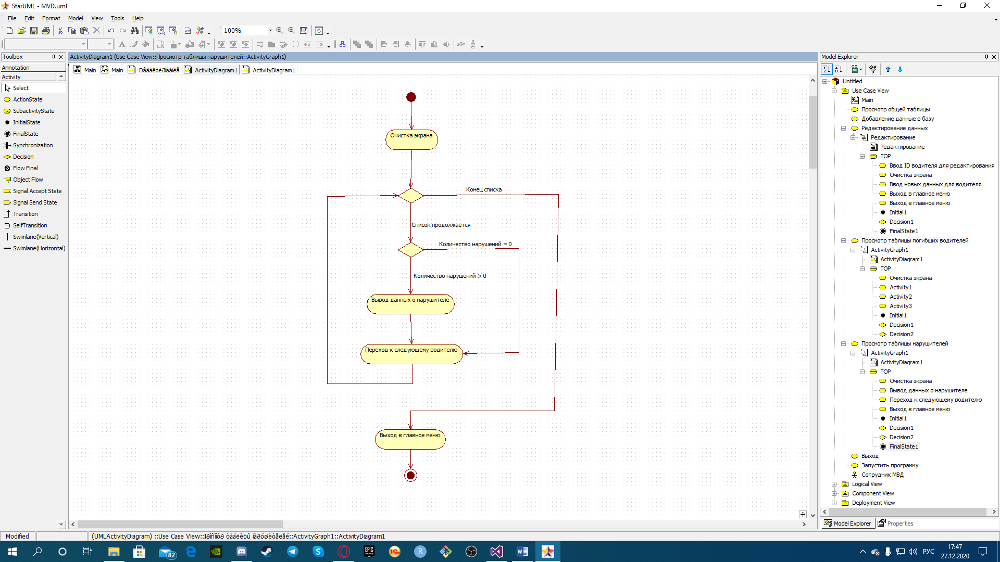 StarUML - MVD.uml
File Edit Format Model View Tools Help
100%
Toolbox
Annotation
Activity
Select
ActionState
SubactivityState
InitialState
FinalState
Synchronization
Decision
Flow Final
Object Flow
Signal Accept State
Signal Send State
Transition
SelfTransition
Swimlane(Vertical)
Swimlane(Horizontal)
ActivityDiagram1 (Use Case View::Просмотр таблицы нарушителей::ActivityGraph1)
Main Main Ðåäàêòèðîâàíèå ActivityDiagram1 ActivityDiagram1
Очистка экрана
Конец списка
Список продолжается
Количество нарушений = 0
Количество нарушений > 0
Вывод данных о нарушителе
Переход к следующему водителю
Выход в главное меню
Model Explorer
Untitled
Use Case View
Main
Просмотр общей таблицы
Добавление данные в базу
Редактирование данных
Редактирование
Редактирование
TOP
Ввод ID водителя для редактирования
Очистка экрана
Ввод новых данных для водителя
Выход в главное меню
Выход в главное меню
Initial1
Decision1
FinalState1
Просмотр таблицы погибших водителей
ActivityGraph1
ActivityDiagram1
TOP
Очистка экрана
Activity1
Activity2
Activity3
Initial1
Decision1
Decision2
Просмотр таблицы нарушителей
ActivityGraph1
ActivityDiagram1
TOP
Очистка экрана
Вывод данных о нарушителе
Переход к следующему водителю
Выход в главное меню
Initial1
Decision1
Decision2
FinalState1
Выход
Запустить программу
Сотрудник МВД
Logical View
Component View
Deployment View
Model Explorer Properties
Modified
(UMLActivityDiagram) ::Use Case View::Ïðîñìîòð òàáëèöû íàðóøèòåëåé::ActivityGraph1::ActivityDiagram1
82
EPIC GAMES
1С
R
РУС
17:47
27.12.2020